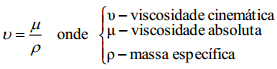 υ = μ/ρ onde { υ – viscosidade cinemática
μ – viscosidade absoluta
ρ – massa específica